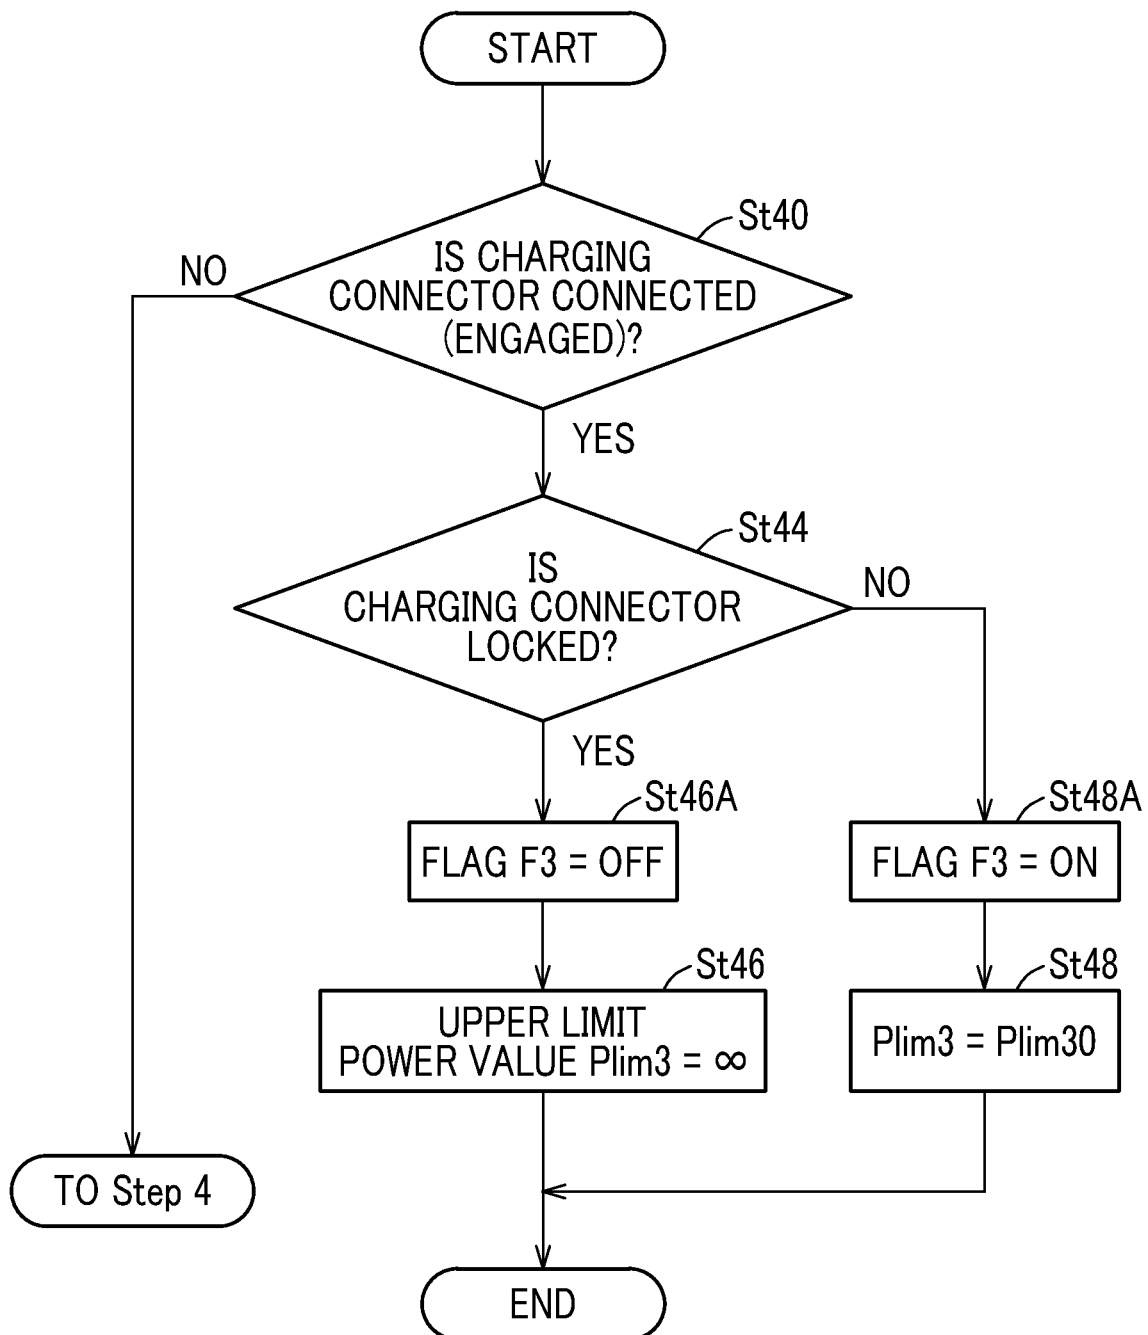 START
St40
IS CHARGING
CONNECTOR CONNECTED
(ENGAGED)?
NO
YES
St44
IS
CHARGING CONNECTOR
LOCKED?
NO
YES
St46A
FLAG F3 = OFF
St48A
FLAG F3 = ON
St46
UPPER LIMIT
POWER VALUE Plim3 = ∞
St48
Plim3 = Plim30
TO Step 4
END